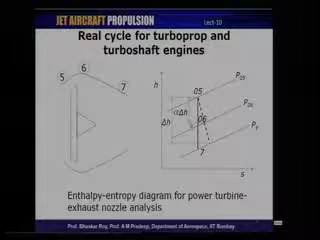 JET AIRCRAFT PROPULSION
Lect-10
Real cycle for turboprop and
turboshaft engines
5
6
7
h
P05
05
P06
αΔh
Δh
06
P7
7
s
Enthalpy-entropy diagram for power turbine-
exhaust nozzle analysis
Prof. Bhaskar Roy, Prof. A M Pradeep, Department of Aerospace, IIT Bombay